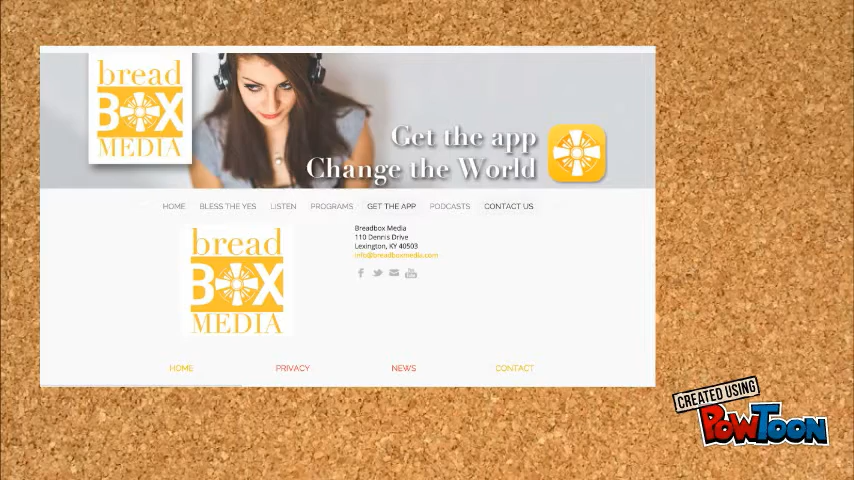 bread
BOX
MEDIA
Get the app
Change the World
HOME BLESS THE YES LISTEN PROGRAMS GET THE APP PODCASTS CONTACT US
bread
BOX
MEDIA
Breadbox Media
110 Dennis Drive
Lexington, KY 40503
info@breadboxmedia.com
HOME PRIVACY NEWS CONTACT
CREATED USING
POWTOON